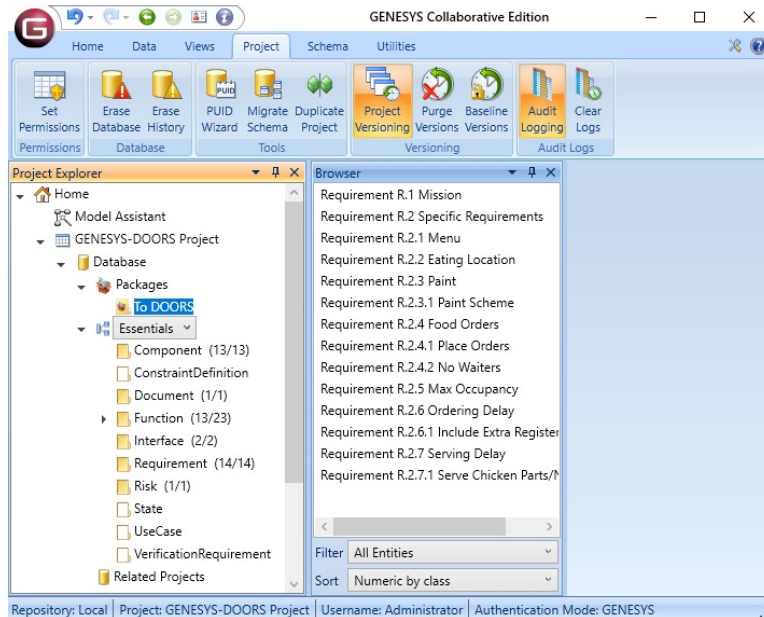 G
GENESYS Collaborative Edition
Home Data Views Project Schema Utilities
Set Permissions
Erase Database
Erase History
PUID Wizard
Migrate Schema
Duplicate Project
Project Versioning
Purge Versions
Baseline Versions
Audit Logging
Clear Logs
Permissions Database Tools Versioning Audit Logs
Project Explorer
Home
Model Assistant
GENESYS-DOORS Project
Database
Packages
To DOORS
Essentials
Component (13/13)
ConstraintDefinition
Document (1/1)
Function (13/23)
Interface (2/2)
Requirement (14/14)
Risk (1/1)
State
UseCase
VerificationRequirement
Related Projects
Browser
Requirement R.1 Mission
Requirement R.2 Specific Requirements
Requirement R.2.1 Menu
Requirement R.2.2 Eating Location
Requirement R.2.3 Paint
Requirement R.2.3.1 Paint Scheme
Requirement R.2.4 Food Orders
Requirement R.2.4.1 Place Orders
Requirement R.2.4.2 No Waiters
Requirement R.2.5 Max Occupancy
Requirement R.2.6 Ordering Delay
Requirement R.2.6.1 Include Extra Register
Requirement R.2.7 Serving Delay
Requirement R.2.7.1 Serve Chicken Parts/N
Filter All Entities
Sort Numeric by class
Repository: Local Project: GENESYS-DOORS Project Username: Administrator Authentication Mode: GENESYS